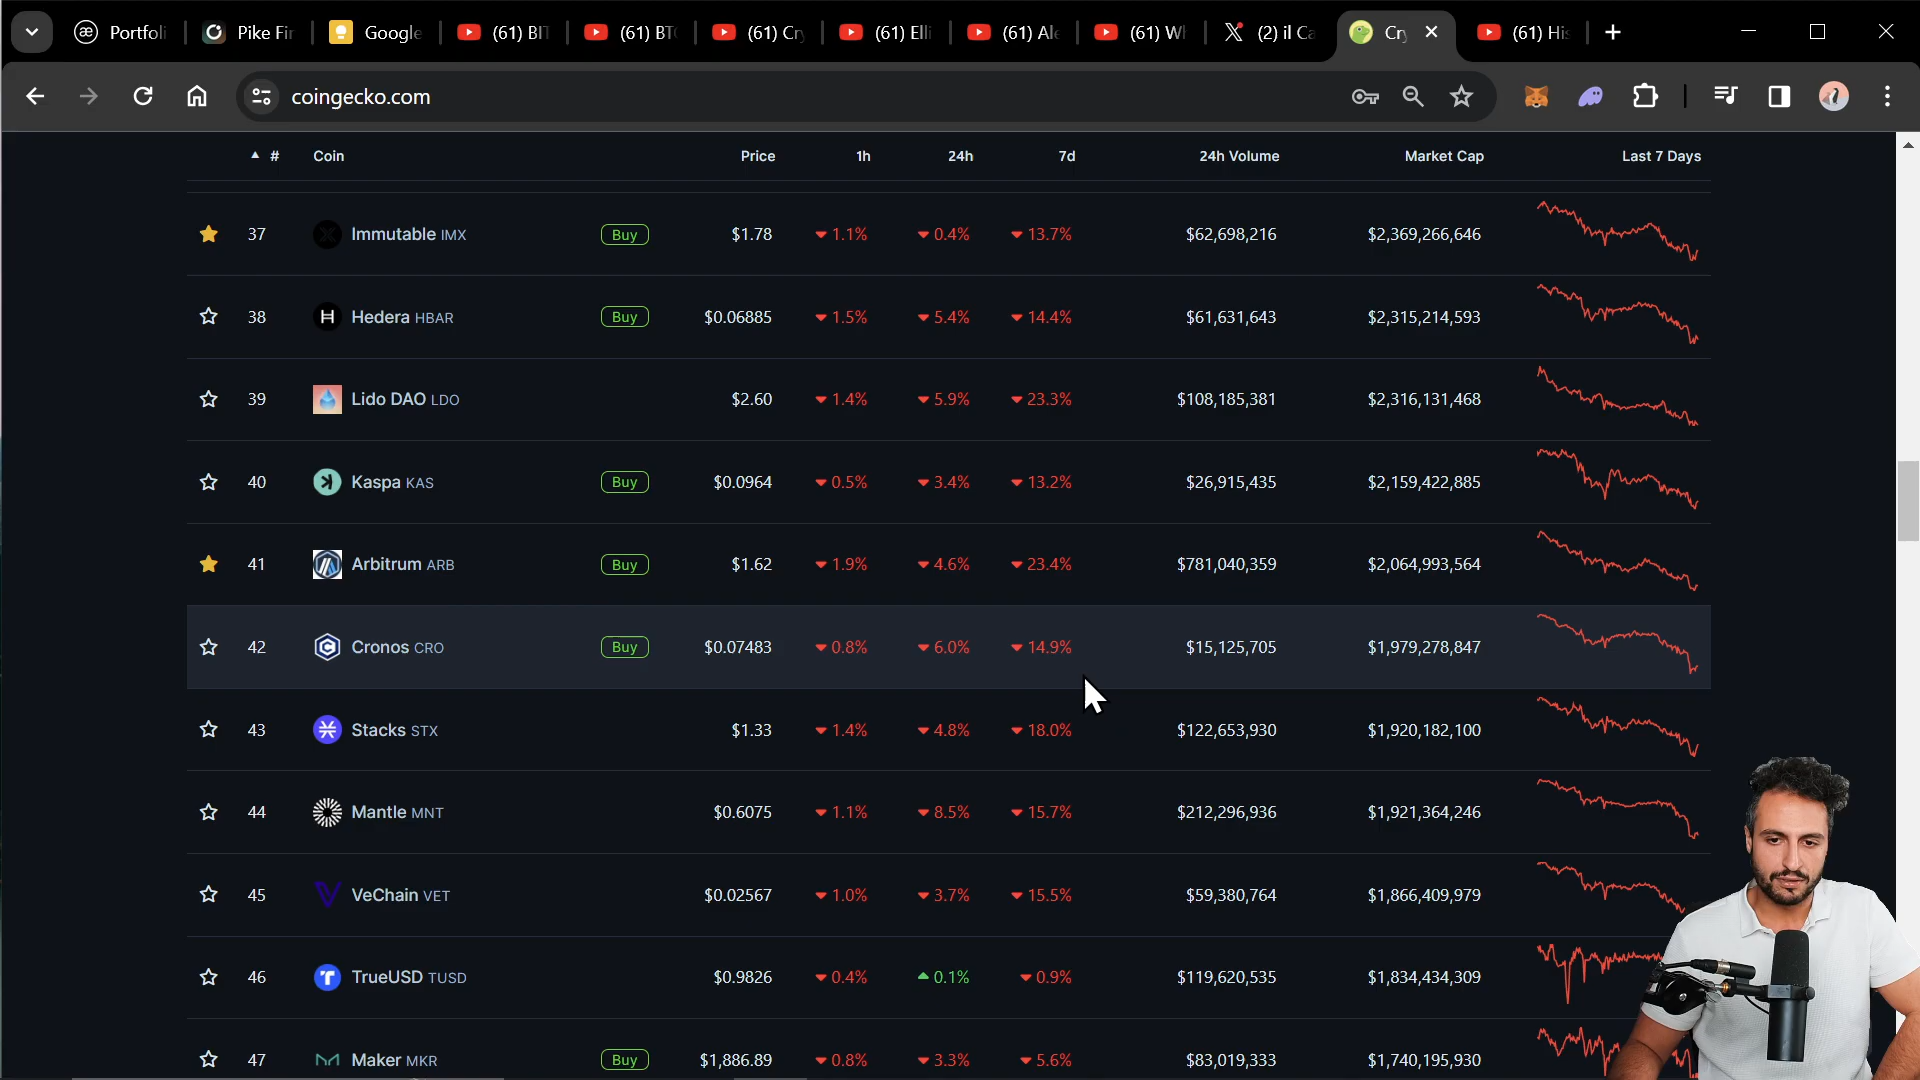 Portfoli
Pike Fir
Google
(61) BIT
(61) BTC
(61) Cry
(61) Elli
(61) Ale
(61) Wh
(2) il Ca
Cry
(61) His
coingecko.com
# Coin Price 1h 24h 7d 24h Volume Market Cap Last 7 Days
37 Immutable IMX Buy $1.78 1.1% 0.4% 13.7% $62,698,216 $2,369,266,646
38 Hedera HBAR Buy $0.06885 1.5% 5.4% 14.4% $61,631,643 $2,315,214,593
39 Lido DAO LDO $2.60 1.4% 5.9% 23.3% $108,185,381 $2,316,131,468
40 Kaspa KAS Buy $0.0964 0.5% 3.4% 13.2% $26,915,435 $2,159,422,885
41 Arbitrum ARB Buy $1.62 1.9% 4.6% 23.4% $781,040,359 $2,064,993,564
42 Cronos CRO Buy $0.07483 0.8% 6.0% 14.9% $15,125,705 $1,979,278,847
43 Stacks STX $1.33 1.4% 4.8% 18.0% $122,653,930 $1,920,182,100
44 Mantle MNT $0.6075 1.1% 8.5% 15.7% $212,296,936 $1,921,364,246
45 VeChain VET $0.02567 1.0% 3.7% 15.5% $59,380,764 $1,866,409,979
46 TrueUSD TUSD $0.9826 0.4% 0.1% 0.9% $119,620,535 $1,834,434,309
47 Maker MKR Buy $1,886.89 0.8% 3.3% 5.6% $83,019,333 $1,740,195,930